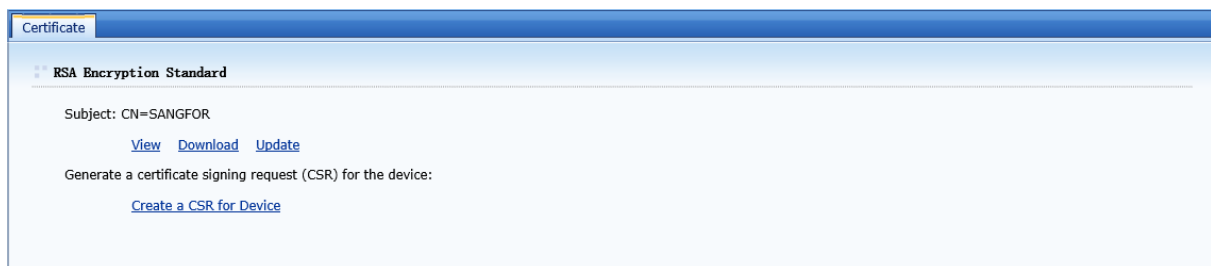 Certificate
RSA Encryption Standard
Subject: CN=SANGFOR
View Download Update
Generate a certificate signing request (CSR) for the device:
Create a CSR for Device